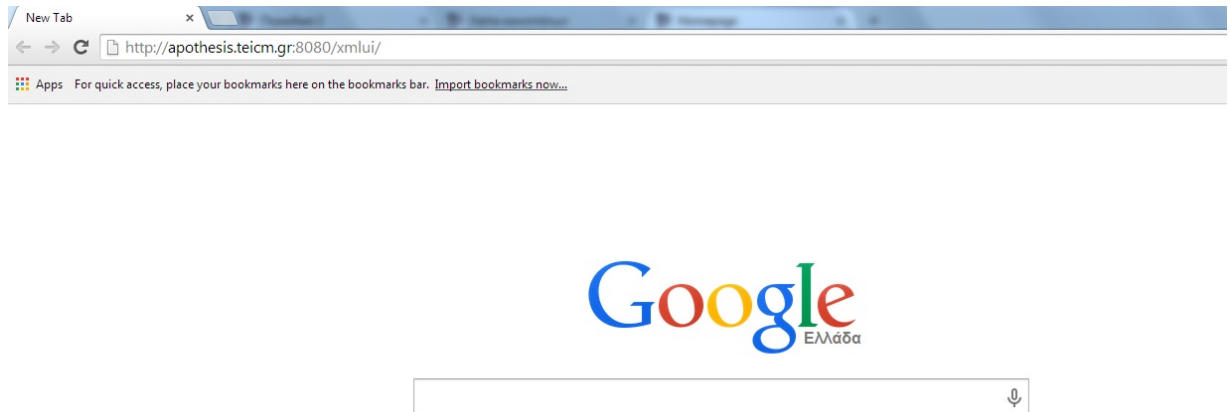 New Tab
http://apothesis.teicm.gr:8080/xmlui/
Apps For quick access, place your bookmarks here on the bookmarks bar. Import bookmarks now...
Google
Ελλάδα